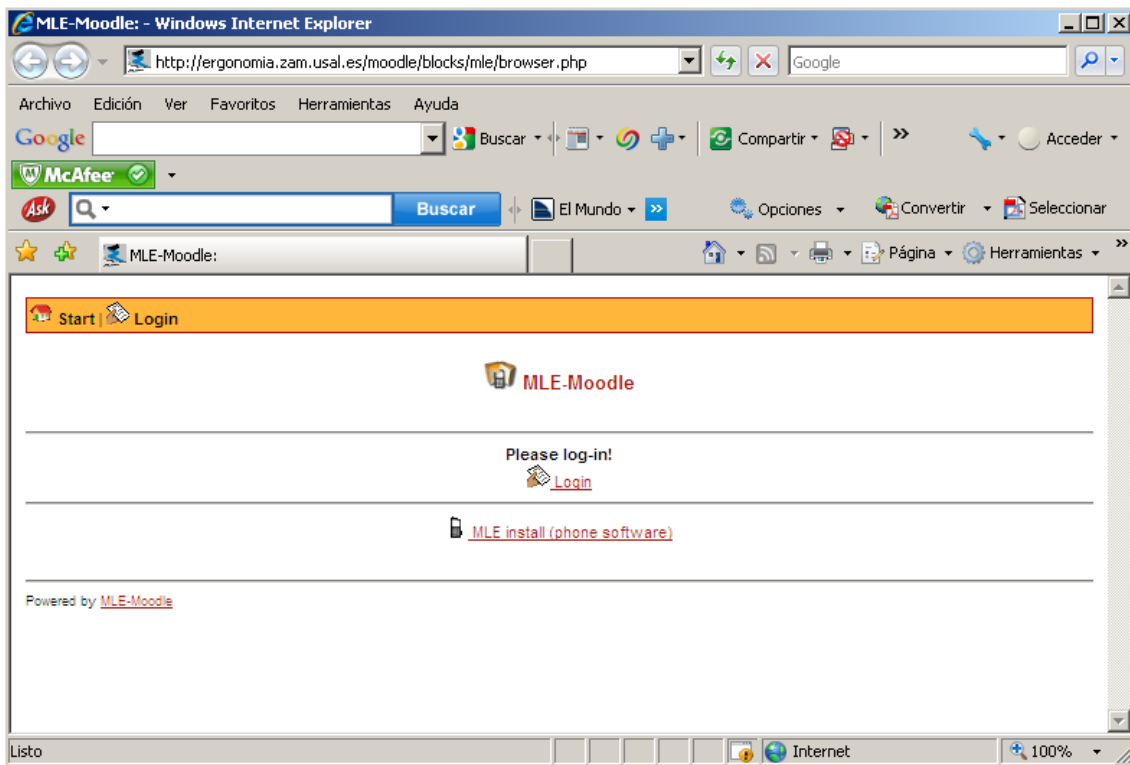 MLE-Moodle: - Windows Internet Explorer
http://ergonomia.zam.usal.es/moodle/blocks/mle/browser.php Google
Archivo Edición Ver Favoritos Herramientas Ayuda
Google Buscar Compartir » Acceder
McAfee
Ask Buscar El Mundo » Opciones Convertir Seleccionar
MLE-Moodle: Página Herramientas »
Start | Login
MLE-Moodle
Please log-in!
Login
MLE install (phone software)
Powered by MLE-Moodle
Listo Internet 100%